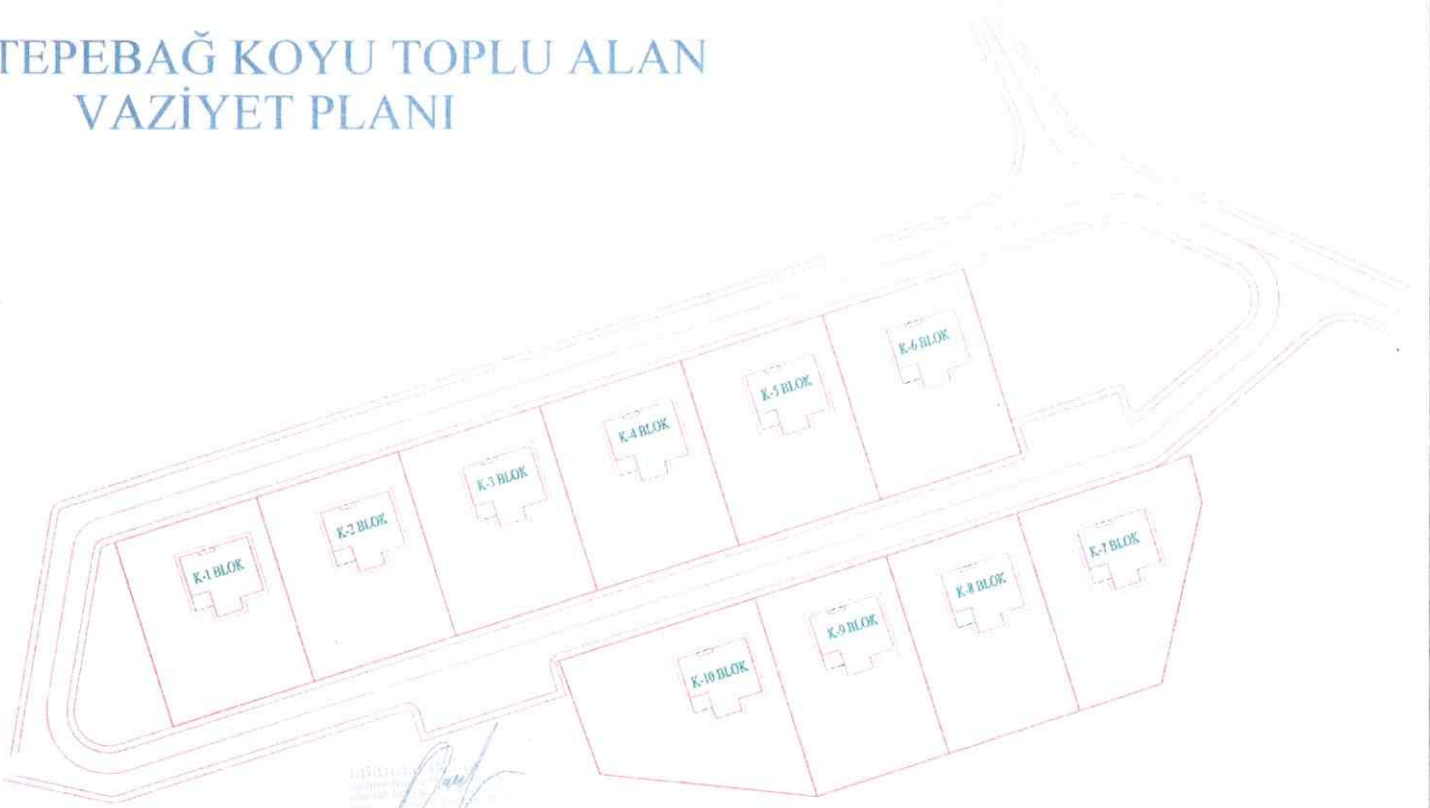 TEPEBAĞ KOYU TOPLU ALAN
VAZİYET PLANI
K-6 BLOK
K-5 BLOK
K-4 BLOK
K-3 BLOK
K-2 BLOK
K-1 BLOK
K-7 BLOK
K-8 BLOK
K-9 BLOK
K-10 BLOK